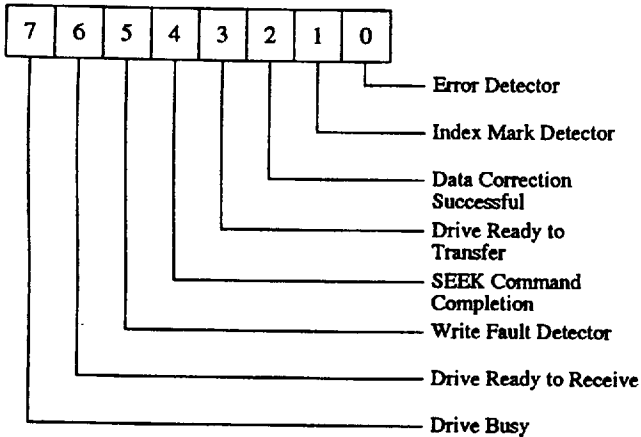 7 6 5 4 3 2 1 0
Error Detector
Index Mark Detector
Data Correction
Successful
Drive Ready to
Transfer
SEEK Command
Completion
Write Fault Detector
Drive Ready to Receive
Drive Busy